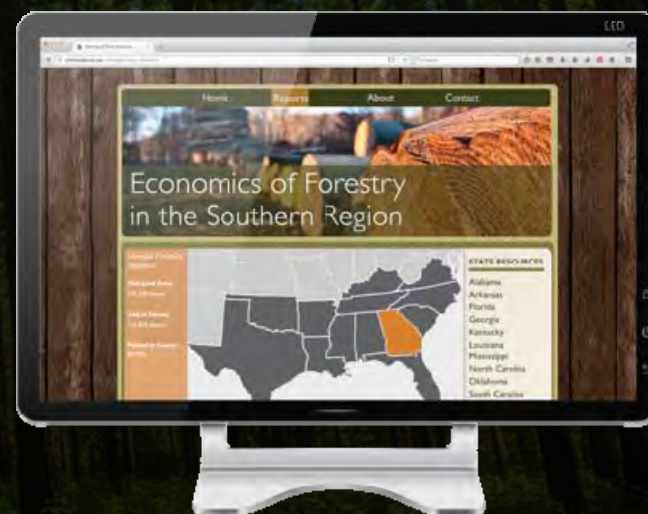 LED
Home Reports About Contact
Economics of Forestry
in the Southern Region
STATE RESOURCES
Alabama
Arkansas
Florida
Georgia
Kentucky
Louisiana
Mississippi
North Carolina
Oklahoma
South Carolina